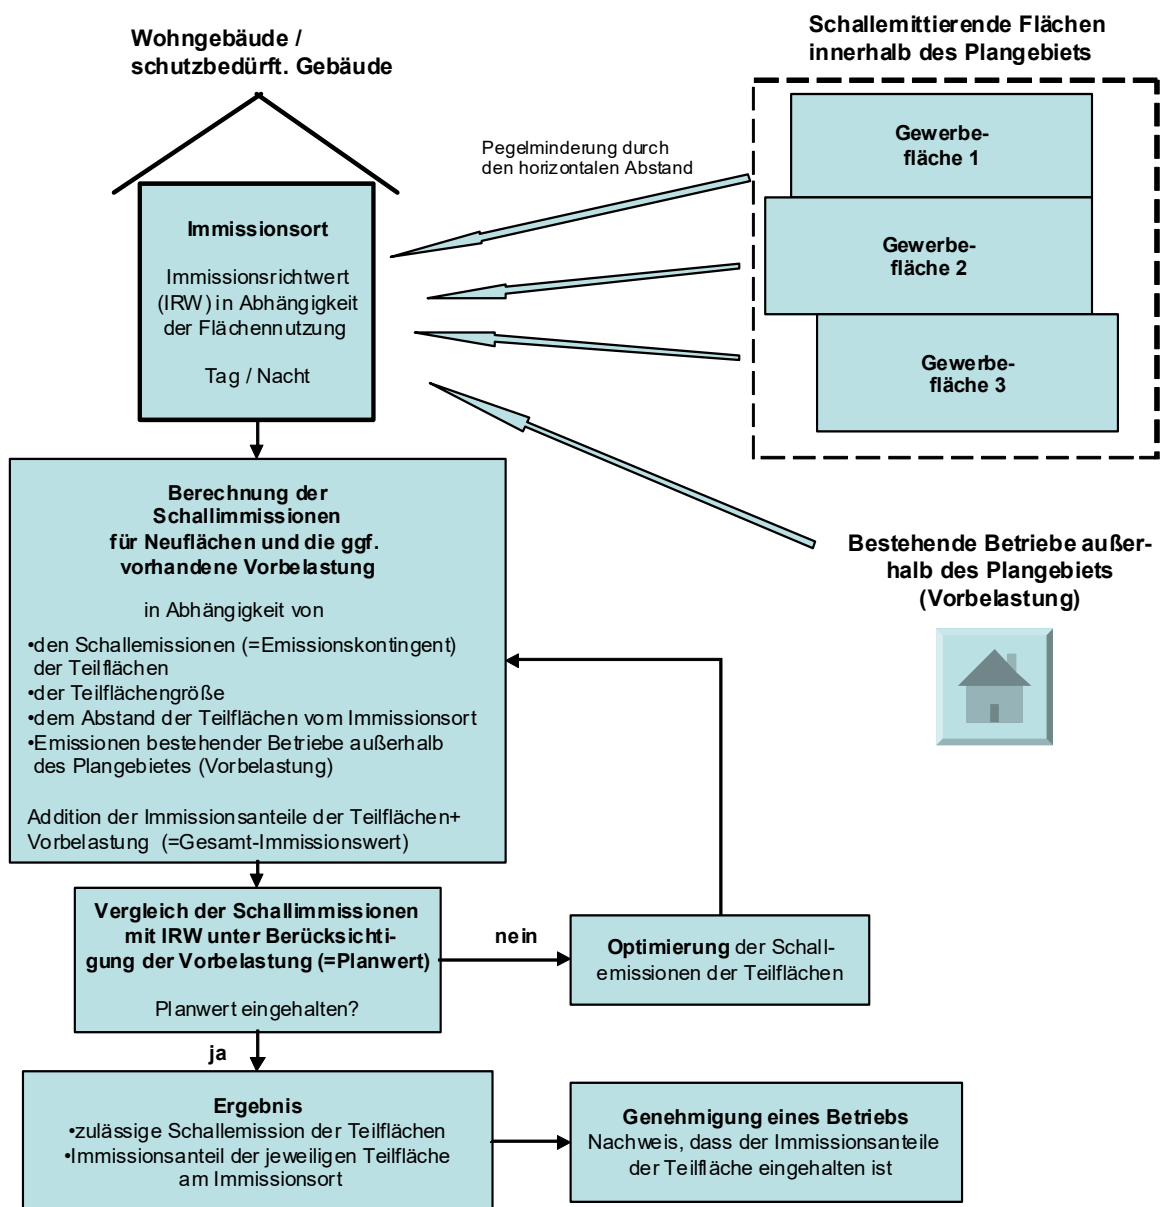 Wohngebäude /
schutzbedürft. Gebäude
Schallemittierende Flächen
innerhalb des Plangebiets
Pegelminderung durch
den horizontalen Abstand
Gewerbe-
fläche 1
Gewerbe-
fläche 2
Gewerbe-
fläche 3
Immissionsort
Immissionsrichtwert
(IRW) in Abhängigkeit
der Flächennutzung
Tag / Nacht
Bestehende Betriebe außer-
halb des Plangebiets
(Vorbelastung)
Berechnung der
Schallimmissionen
für Neuflächen und die ggf.
vorhandene Vorbelastung
in Abhängigkeit von
•den Schallemissionen (=Emissionskontingent)
der Teilflächen
•der Teilflächengröße
•dem Abstand der Teilflächen vom Immissionsort
•Emissionen bestehender Betriebe außerhalb
des Plangebietes (Vorbelastung)
Addition der Immissionsanteile der Teilflächen+
Vorbelastung (=Gesamt-Immissionswert)
Vergleich der Schallimmissionen
mit IRW unter Berücksichti-
gung der Vorbelastung (=Planwert)
Planwert eingehalten?
nein
Optimierung der Schall-
emissionen der Teilflächen
ja
Ergebnis
•zulässige Schallemission der Teilflächen
•Immissionsanteil der jeweiligen Teilfläche
am Immissionsort
Genehmigung eines Betriebs
Nachweis, dass der Immissionsanteile
der Teilfläche eingehalten ist